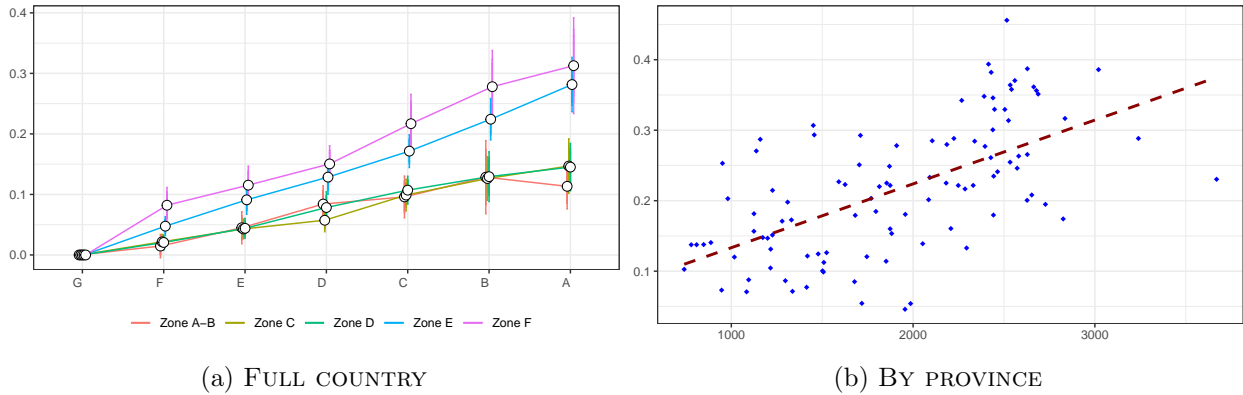 0.4
0.3
0.2
0.1
0.0
G F E D C B A
Zone A−B Zone C Zone D Zone E Zone F
(a) Full country
0.4
0.3
0.2
0.1
1000 2000 3000
(b) By province